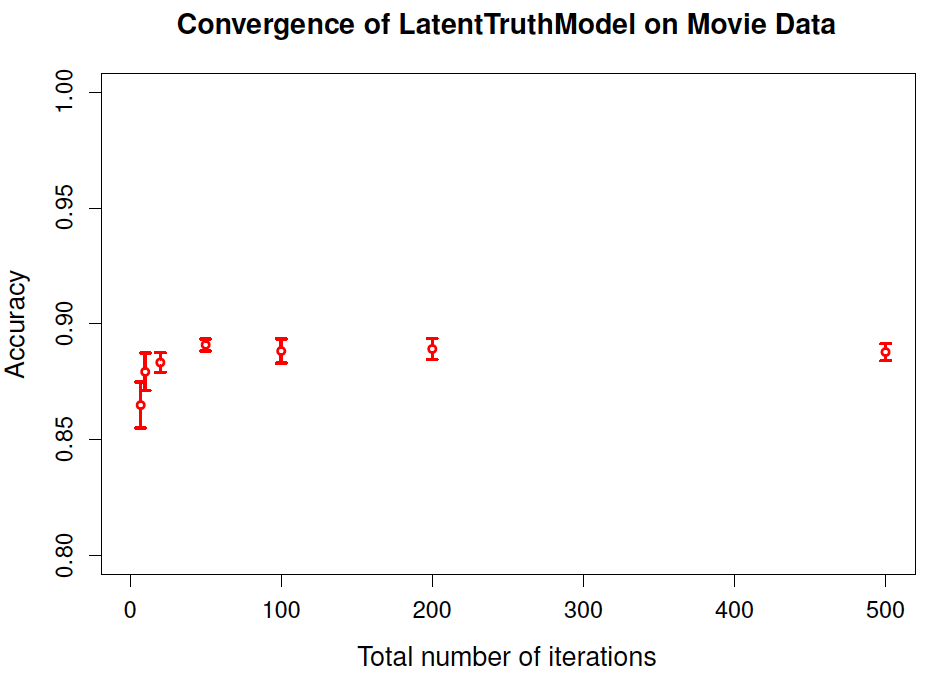 Convergence of LatentTruthModel on Movie Data
1.00
0.95
0.90
0.85
0.80
Accuracy
0 100 200 300 400 500
Total number of iterations